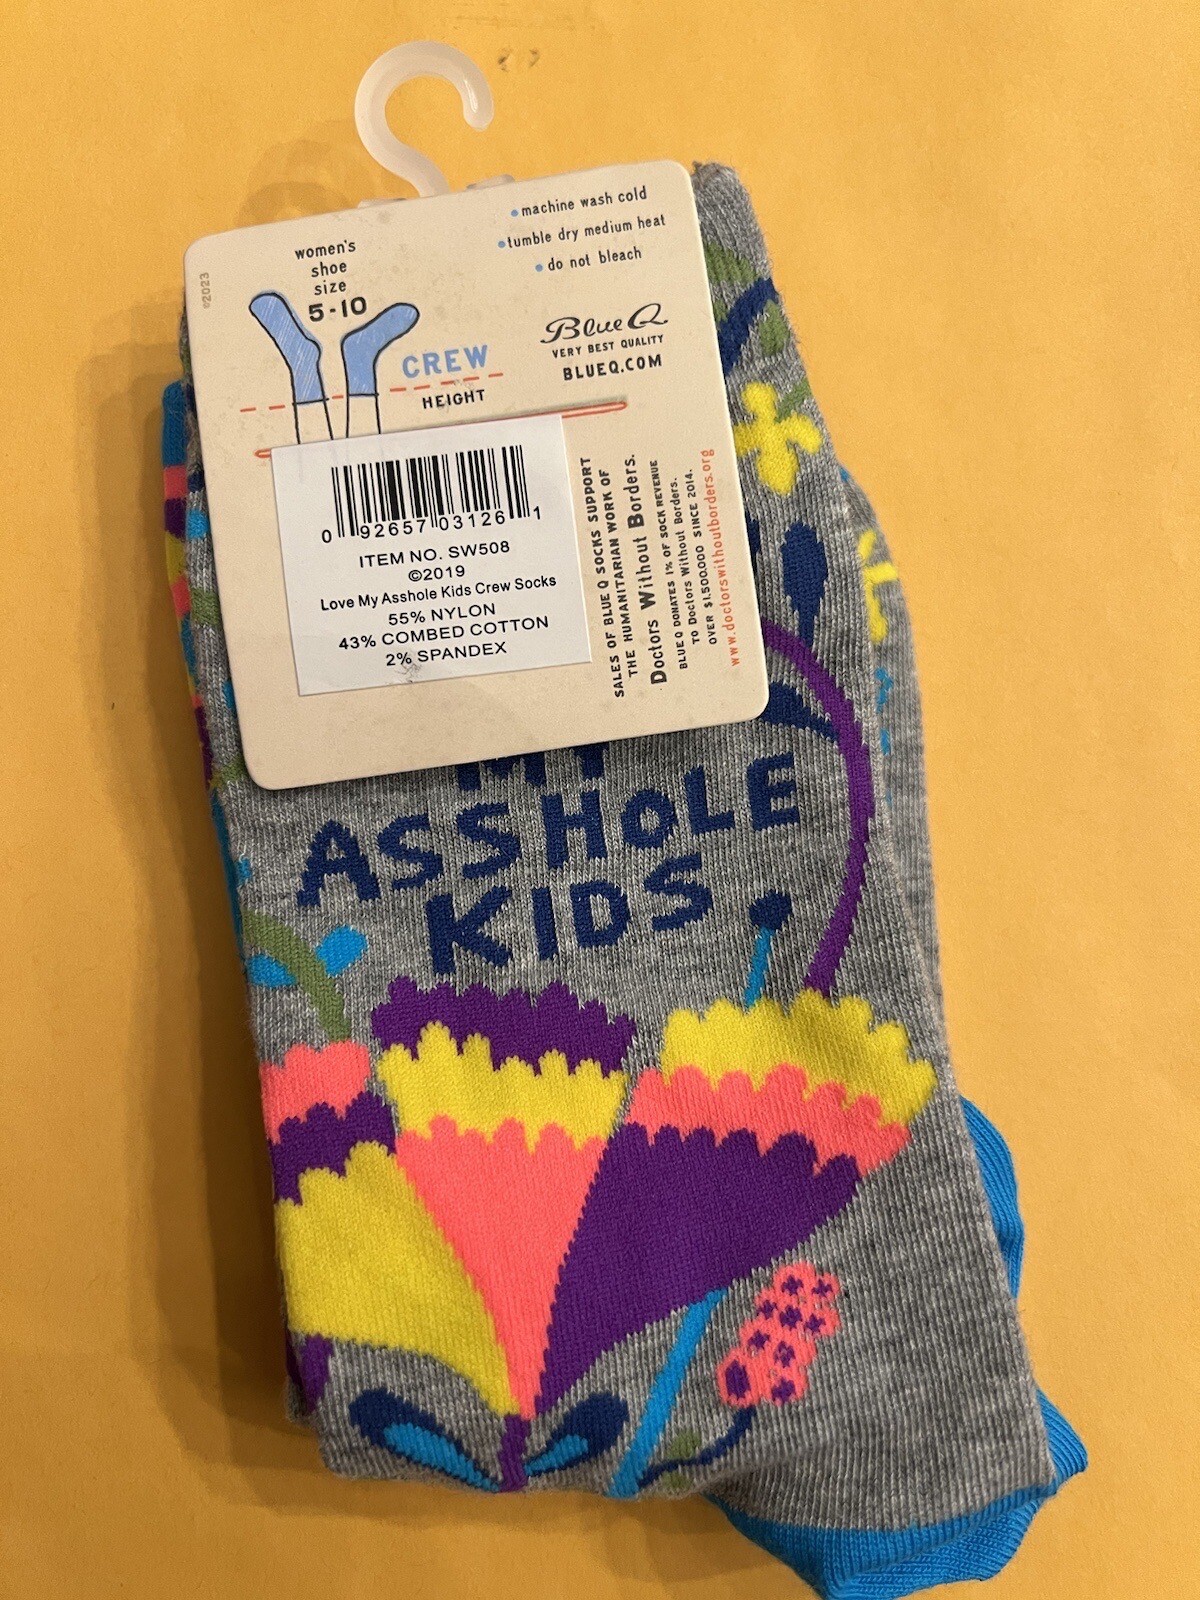 ©2023
women's
shoe
size
5-10
CREW
HEIGHT
machine wash cold
tumble dry medium heat
do not bleach
Blue Q
VERY BEST QUALITY
BLUEQ.COM
0 92657 03126 1
ITEM NO. SW508
©2019
Love My Asshole Kids Crew Socks
55% NYLON
43% COMBED COTTON
2% SPANDEX
SALES OF BLUE Q SOCKS SUPPORT
THE HUMANITARIAN WORK OF
Doctors Without Borders.
BLUE Q DONATES 1% OF SOCK REVENUE
TO Doctors Without Borders.
OVER $1,500,000 SINCE 2014.
www.doctorswithoutborders.org
MY
ASSHOLE
KIDS